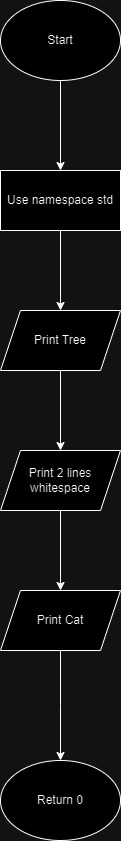 Start
Use namespace std
Print Tree
Print 2 lines
whitespace
Print Cat
Return 0